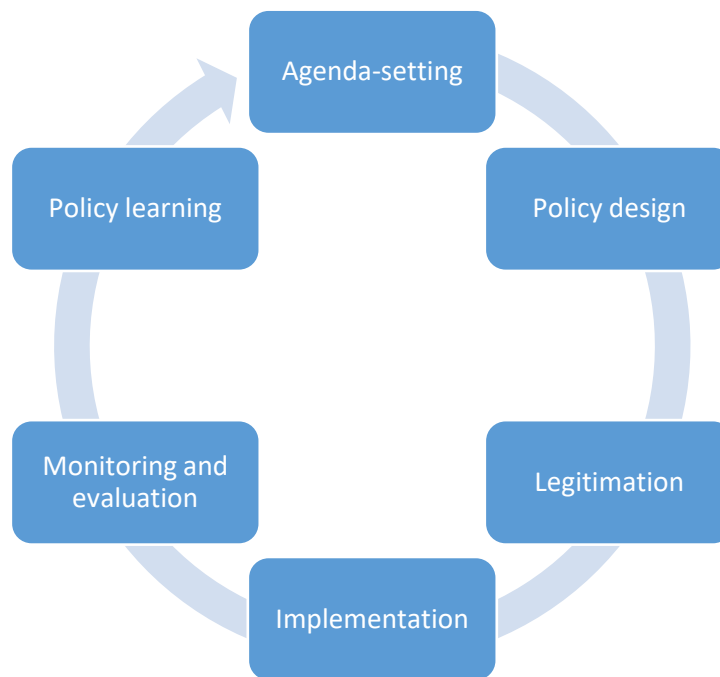 Agenda-setting
Policy design
Legitimation
Implementation
Monitoring and
evaluation
Policy learning